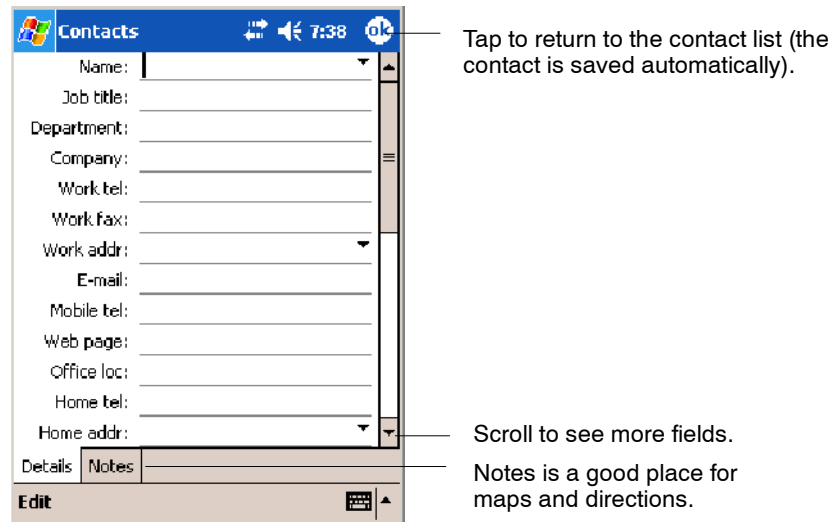 Contacts 7:38 ok
Name:
Job title:
Department:
Company:
Work tel:
Work fax:
Work addr:
E-mail:
Mobile tel:
Web page:
Office loc:
Home tel:
Home addr:
Details Notes
Edit
Tap to return to the contact list (the
contact is saved automatically).
Scroll to see more fields.
Notes is a good place for
maps and directions.